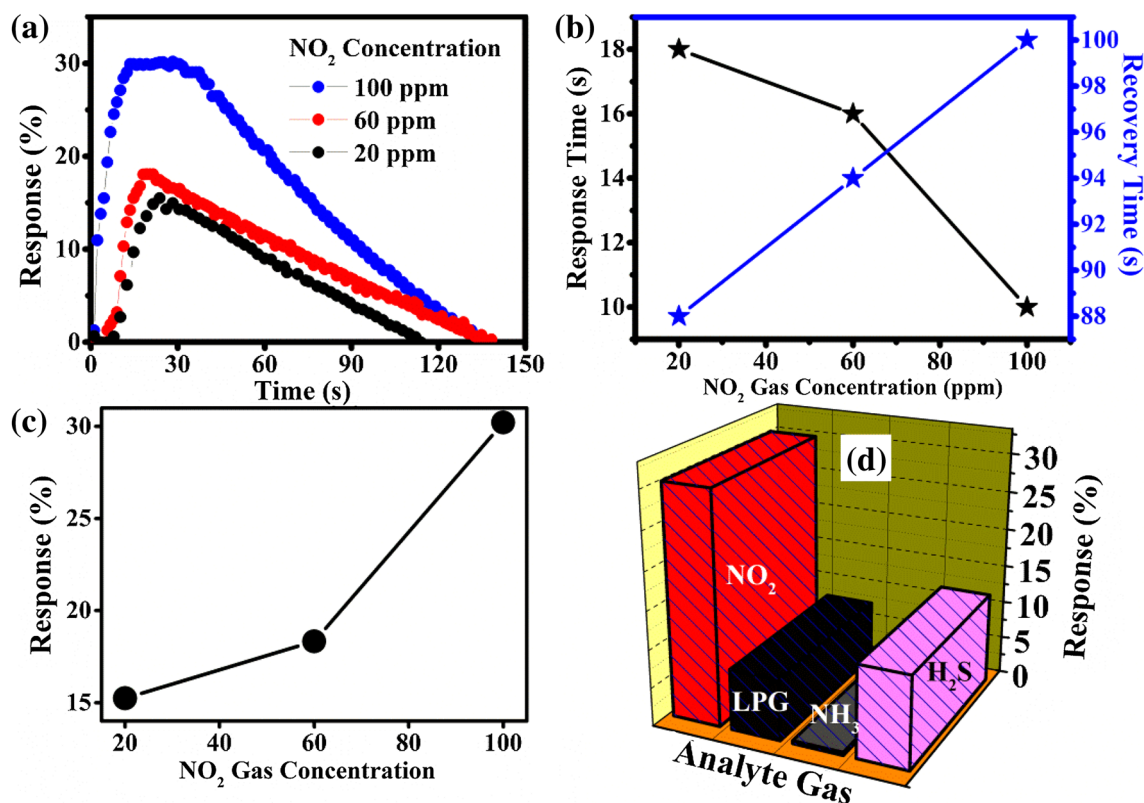 (a)
NO2 Concentration
100 ppm
60 ppm
20 ppm
30
20
10
0
Response (%)
0 30 60 90 120 150
Time (s)
(b)
18
16
14
12
10
Response Time (s)
100
98
96
94
92
90
88
Recovery Time (s)
20 40 60 80 100
NO2 Gas Concentration (ppm)
(c)
30
25
20
15
Response (%)
20 40 60 80 100
NO2 Gas Concentration
(d)
NO2
LPG
NH3
H2S
30
25
20
15
10
5
0
Response (%)
Analyte Gas